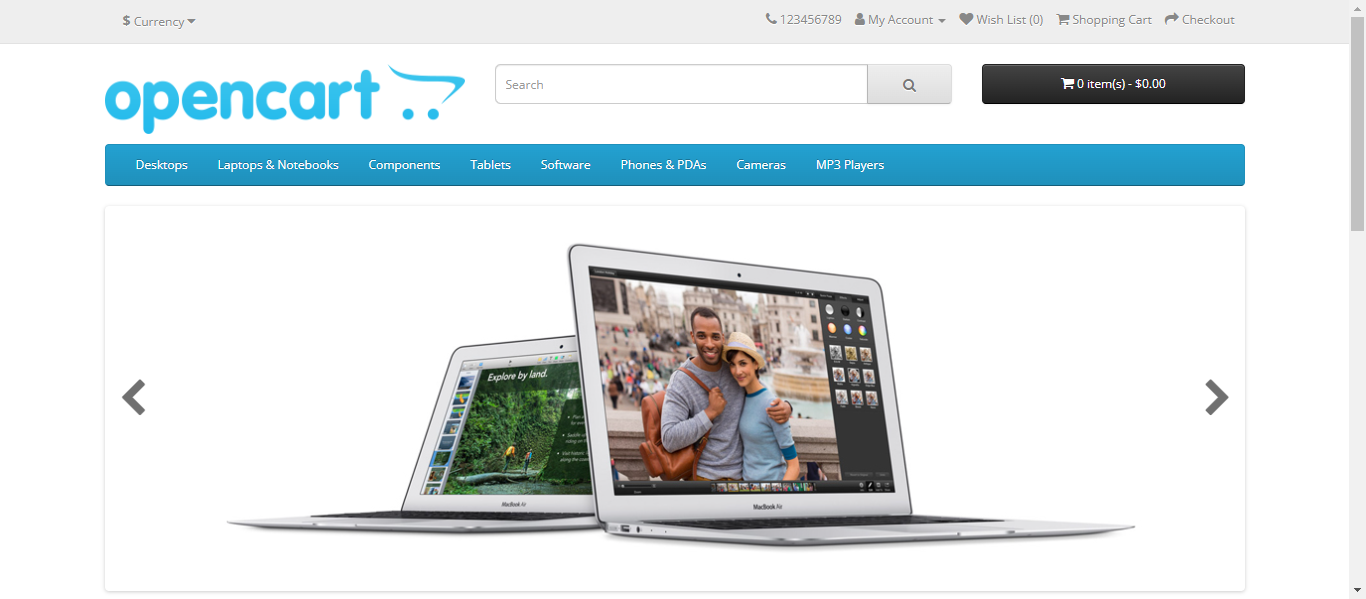 $ Currency
123456789 My Account Wish List (0) Shopping Cart Checkout
opencart
Search
0 item(s) - $0.00
Desktops Laptops & Notebooks Components Tablets Software Phones & PDAs Cameras MP3 Players
Explore by land.
MacBook Air
MacBook Air